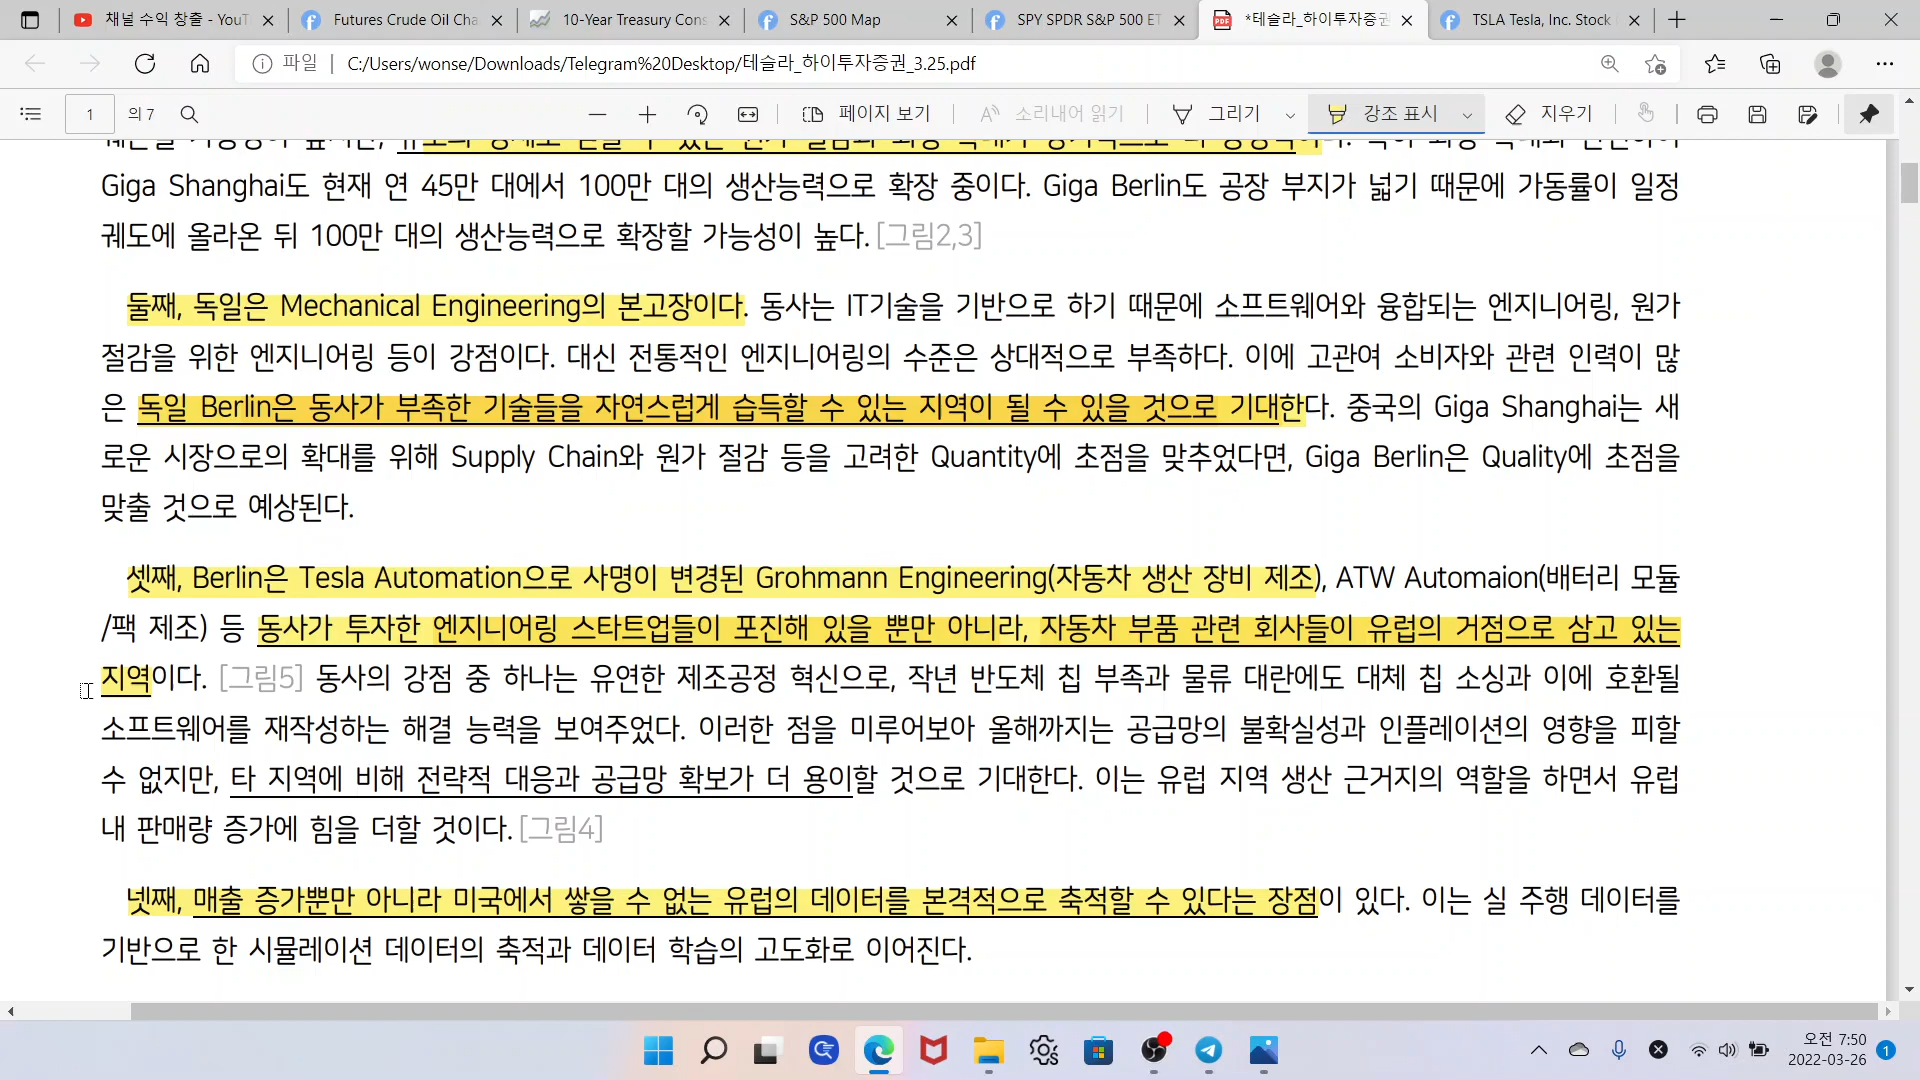 채널 수익 창출 - YouT
Futures Crude Oil Cha
10-Year Treasury Cons
S&P 500 Map
SPY SPDR S&P 500 ET
*테슬라_하이투자증권
TSLA Tesla, Inc. Stock
파일
C:/Users/wonse/Downloads/Telegram%20Desktop/테슬라_하이투자증권_3.25.pdf
1 의 7 페이지 보기 소리내어 읽기 그리기 강조 표시 지우기
Giga Shanghai도 현재 연 45만 대에서 100만 대의 생산능력으로 확장 중이다. Giga Berlin도 공장 부지가 넓기 때문에 가동률이 일정
궤도에 올라온 뒤 100만 대의 생산능력으로 확장할 가능성이 높다. [그림2,3]
둘째, 독일은 Mechanical Engineering의 본고장이다. 동사는 IT기술을 기반으로 하기 때문에 소프트웨어와 융합되는 엔지니어링, 원가
절감을 위한 엔지니어링 등이 강점이다. 대신 전통적인 엔지니어링의 수준은 상대적으로 부족하다. 이에 고관여 소비자와 관련 인력이 많
은 독일 Berlin은 동사가 부족한 기술들을 자연스럽게 습득할 수 있는 지역이 될 수 있을 것으로 기대한다. 중국의 Giga Shanghai는 새
로운 시장으로의 확대를 위해 Supply Chain와 원가 절감 등을 고려한 Quantity에 초점을 맞추었다면, Giga Berlin은 Quality에 초점을
맞출 것으로 예상된다.
셋째, Berlin은 Tesla Automation으로 사명이 변경된 Grohmann Engineering(자동차 생산 장비 제조), ATW Automaion(배터리 모듈
/팩 제조) 등 동사가 투자한 엔지니어링 스타트업들이 포진해 있을 뿐만 아니라, 자동차 부품 관련 회사들이 유럽의 거점으로 삼고 있는
지역이다. [그림5] 동사의 강점 중 하나는 유연한 제조공정 혁신으로, 작년 반도체 칩 부족과 물류 대란에도 대체 칩 소싱과 이에 호환될
소프트웨어를 재작성하는 해결 능력을 보여주었다. 이러한 점을 미루어보아 올해까지는 공급망의 불확실성과 인플레이션의 영향을 피할
수 없지만, 타 지역에 비해 전략적 대응과 공급망 확보가 더 용이할 것으로 기대한다. 이는 유럽 지역 생산 근거지의 역할을 하면서 유럽
내 판매량 증가에 힘을 더할 것이다. [그림4]
넷째, 매출 증가뿐만 아니라 미국에서 쌓을 수 없는 유럽의 데이터를 본격적으로 축적할 수 있다는 장점이 있다. 이는 실 주행 데이터를
기반으로 한 시뮬레이션 데이터의 축적과 데이터 학습의 고도화로 이어진다.
오전 7:50
2022-03-26
1